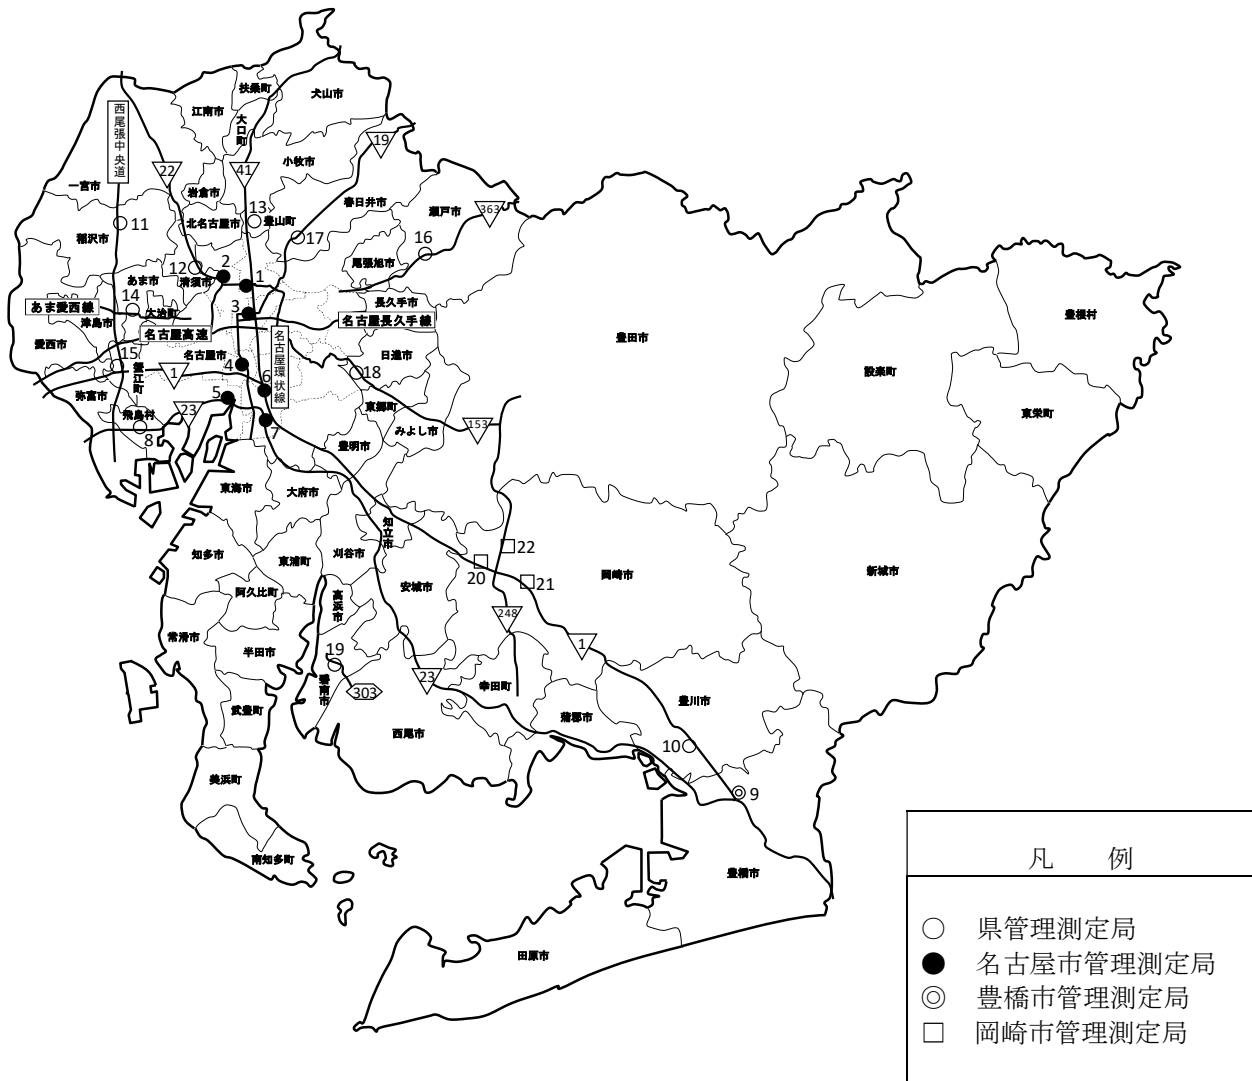 扶桑町
犬山市
江南市
大口町
西尾張中央道
19
小牧市
22
41
一宮市
岩倉市
春日井市
瀬戸市
363
13
豊山町
北名古屋市
11
稲沢市
17
16
尾張旭市
2
12
清須市
あま市
1
長久手市
14
3
あま愛西線
大治町
津島市
名古屋長久手線
名古屋高速
名古屋環状線
愛西市
名古屋市
日進市
豊田市
豊根村
15
蟹江町
4
18
設楽町
1
6
弥富市
5
東郷町
東栄町
23
飛島村
8
7
みよし市
153
豊明市
東海市
大府市
知立市
知多市
東浦町
刈谷市
22
20
21
岡崎市
新城市
安城市
阿久比町
高浜市
248
常滑市
1
半田市
19
碧南市
303
23
幸田町
豊川市
武豊町
蒲郡市
西尾市
10
美浜町
9
南知多町
豊橋市
田原市
凡 例
○ 県管理測定局
● 名古屋市管理測定局
◎ 豊橋市管理測定局
□ 岡崎市管理測定局